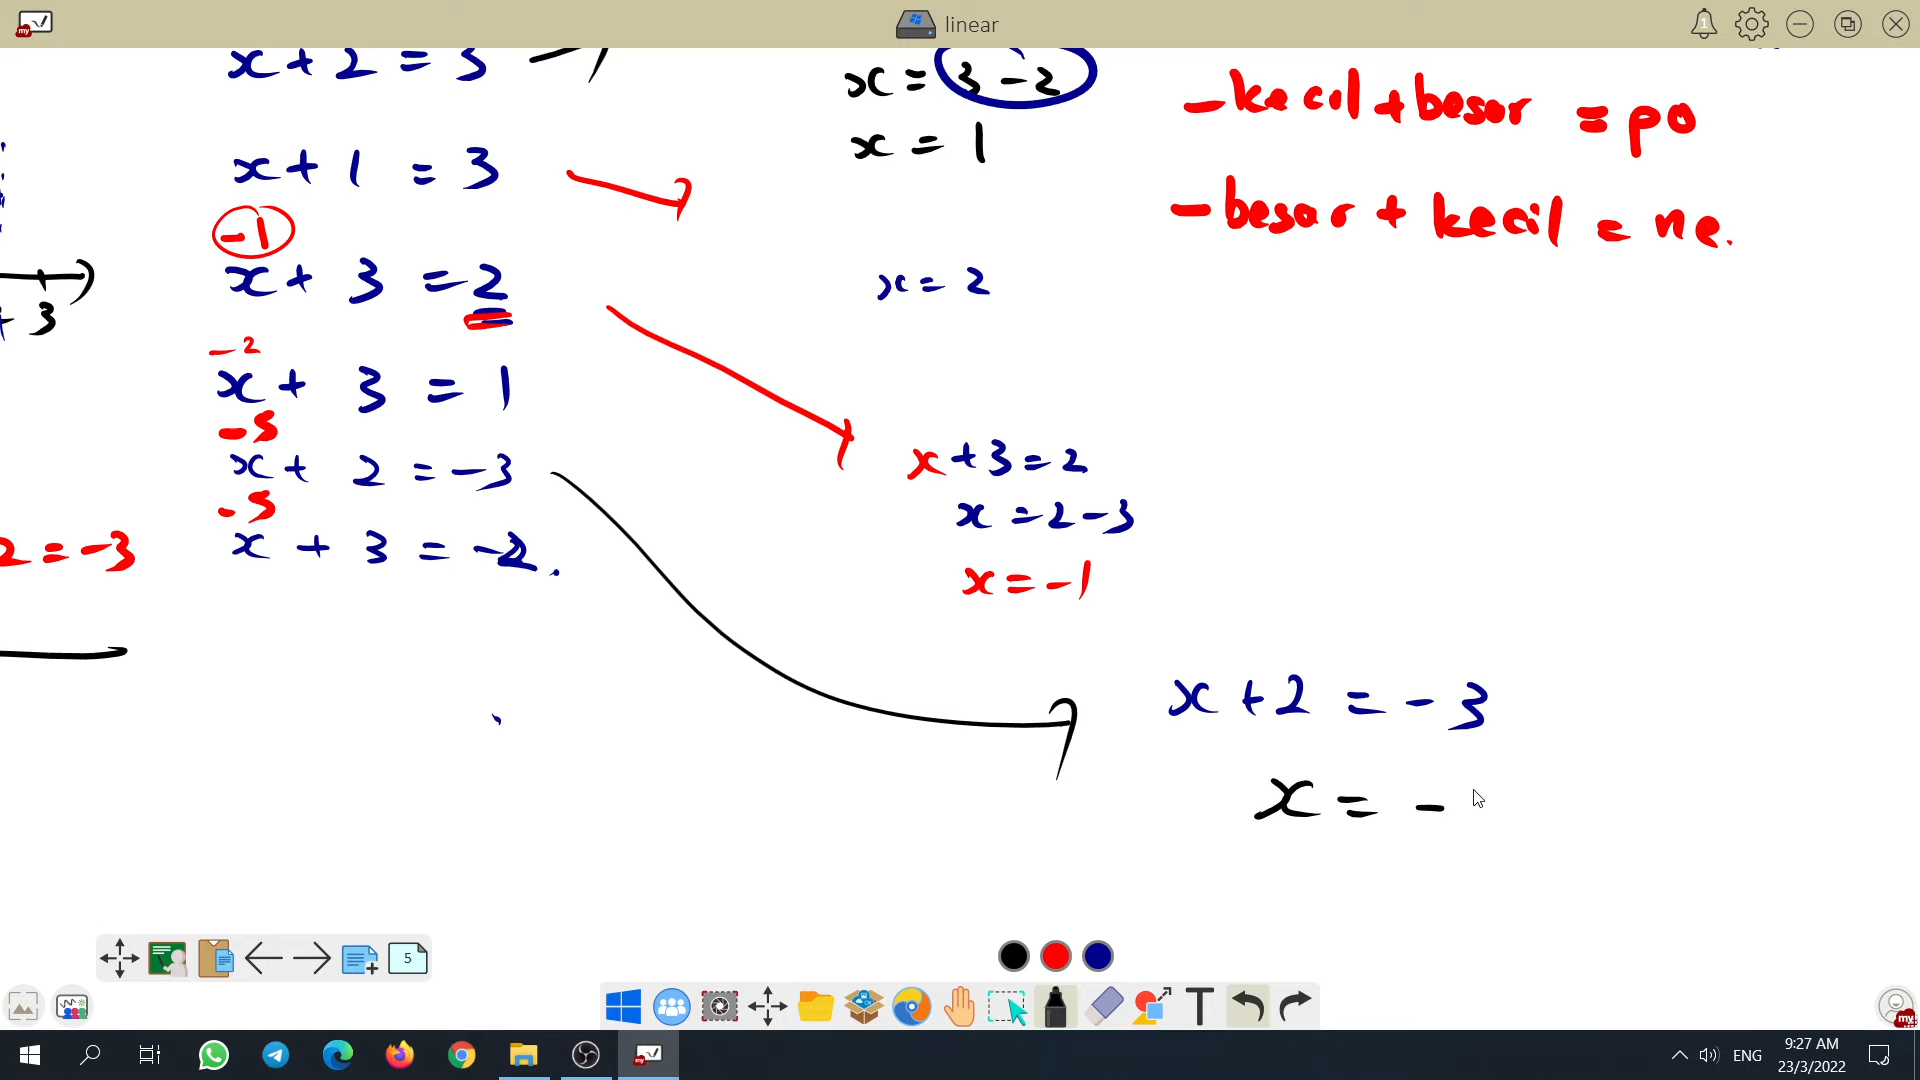 linear
x + 2 = 3
x = 3 - 2
x = 1
- kecil + besar = po
- besar + kecil = ne.
x + 1 = 3
-1
x + 3 = 2
x = 2
+ 3
-2
x + 3 = 1
-5
x + 2 = -3
-5
x + 3 = -2.
2 = -3
x + 3 = 2
x = 2 - 3
x = -1
x + 2 = - 3
x = -
5
ENG
9:27 AM
23/3/2022